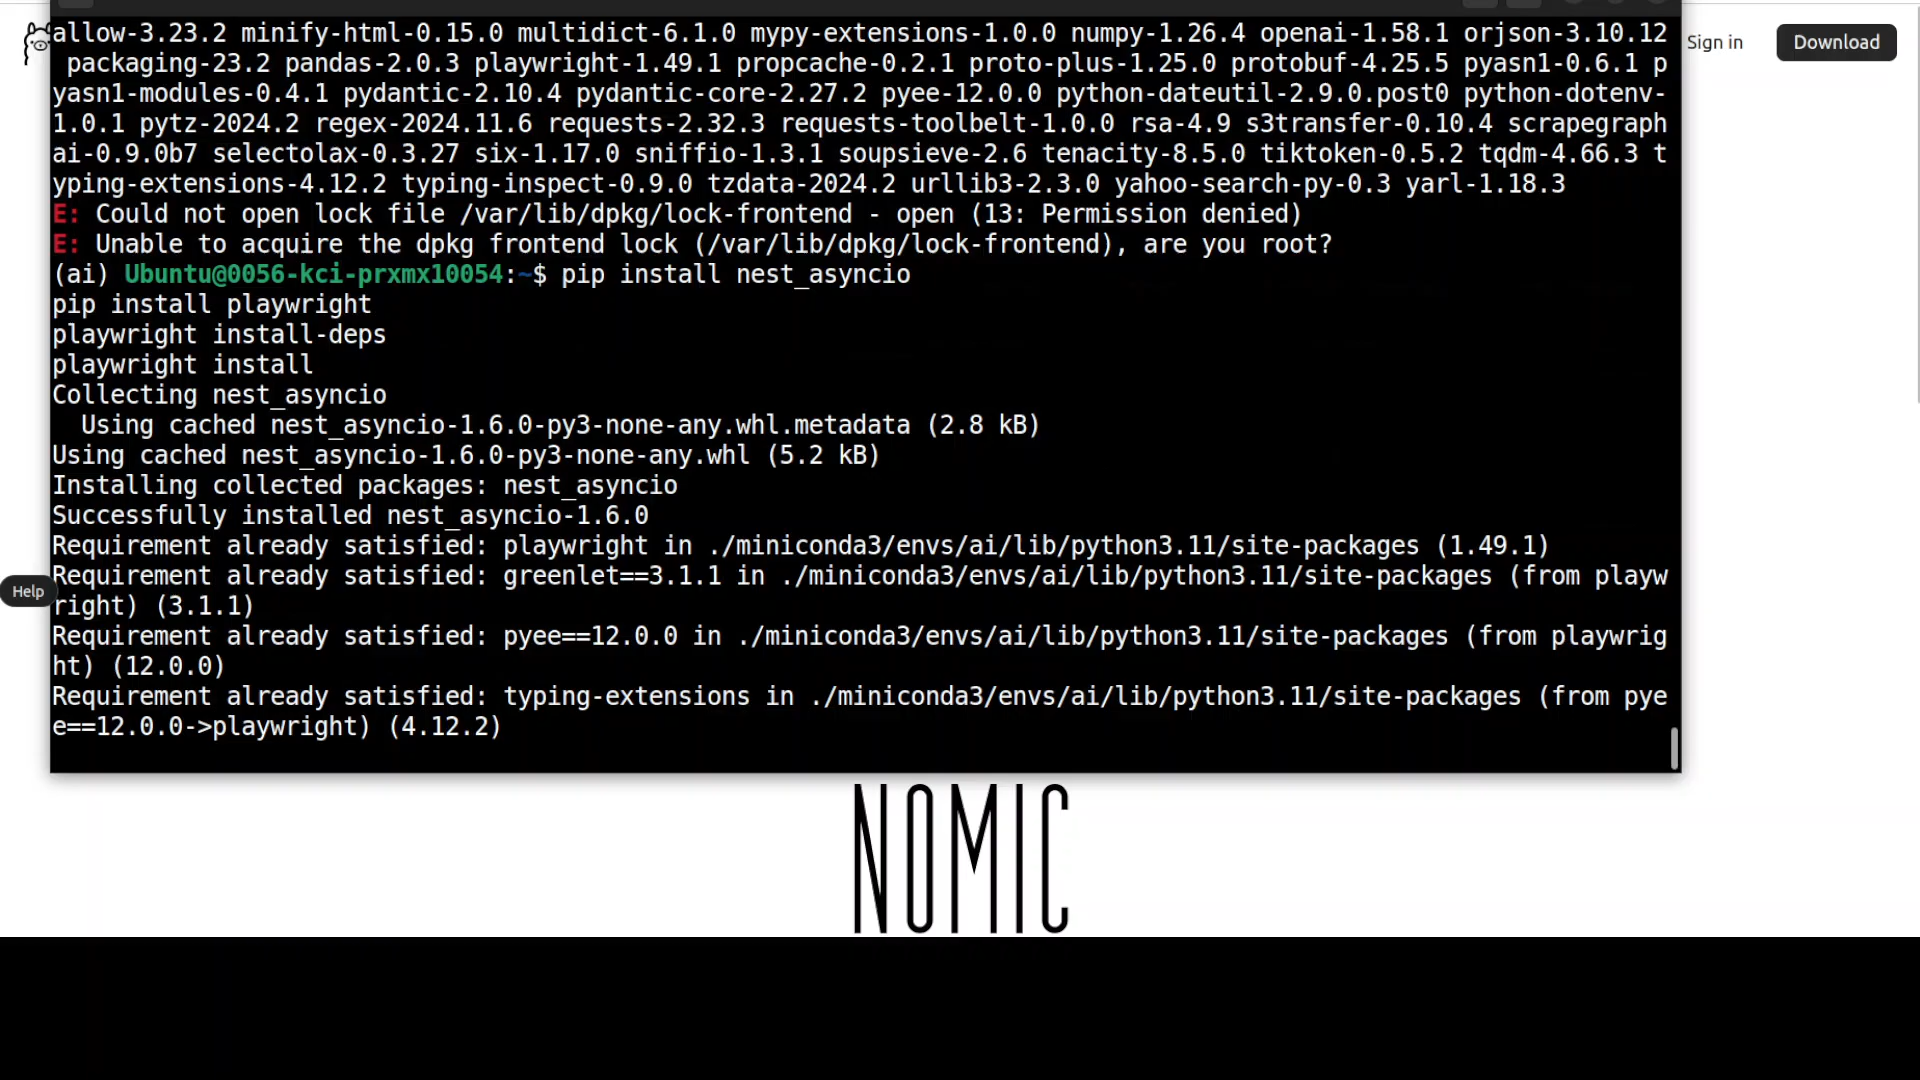 allow-3.23.2 minify-html-0.15.0 multidict-6.1.0 mypy-extensions-1.0.0 numpy-1.26.4 openai-1.58.1 orjson-3.10.12
packaging-23.2 pandas-2.0.3 playwright-1.49.1 propcache-0.2.1 proto-plus-1.25.0 protobuf-4.25.5 pyasn1-0.6.1 p
yasn1-modules-0.4.1 pydantic-2.10.4 pydantic-core-2.27.2 pyee-12.0.0 python-dateutil-2.9.0.post0 python-dotenv-
1.0.1 pytz-2024.2 regex-2024.11.6 requests-2.32.3 requests-toolbelt-1.0.0 rsa-4.9 s3transfer-0.10.4 scrapegraph
ai-0.9.0b7 selectolax-0.3.27 six-1.17.0 sniffio-1.3.1 soupsieve-2.6 tenacity-8.5.0 tiktoken-0.5.2 tqdm-4.66.3 t
yping-extensions-4.12.2 typing-inspect-0.9.0 tzdata-2024.2 urllib3-2.3.0 yahoo-search-py-0.3 yarl-1.18.3
E: Could not open lock file /var/lib/dpkg/lock-frontend - open (13: Permission denied)
E: Unable to acquire the dpkg frontend lock (/var/lib/dpkg/lock-frontend), are you root?
(ai) Ubuntu@0056-kci-prxmx10054:~$ pip install nest_asyncio
pip install playwright
playwright install-deps
playwright install
Collecting nest_asyncio
  Using cached nest_asyncio-1.6.0-py3-none-any.whl.metadata (2.8 kB)
Using cached nest_asyncio-1.6.0-py3-none-any.whl (5.2 kB)
Installing collected packages: nest_asyncio
Successfully installed nest_asyncio-1.6.0
Requirement already satisfied: playwright in ./miniconda3/envs/ai/lib/python3.11/site-packages (1.49.1)
Requirement already satisfied: greenlet==3.1.1 in ./miniconda3/envs/ai/lib/python3.11/site-packages (from playw
right) (3.1.1)
Requirement already satisfied: pyee==12.0.0 in ./miniconda3/envs/ai/lib/python3.11/site-packages (from playwrig
ht) (12.0.0)
Requirement already satisfied: typing-extensions in ./miniconda3/envs/ai/lib/python3.11/site-packages (from pye
e==12.0.0->playwright) (4.12.2)
Sign in
Download
Help
NOMIC